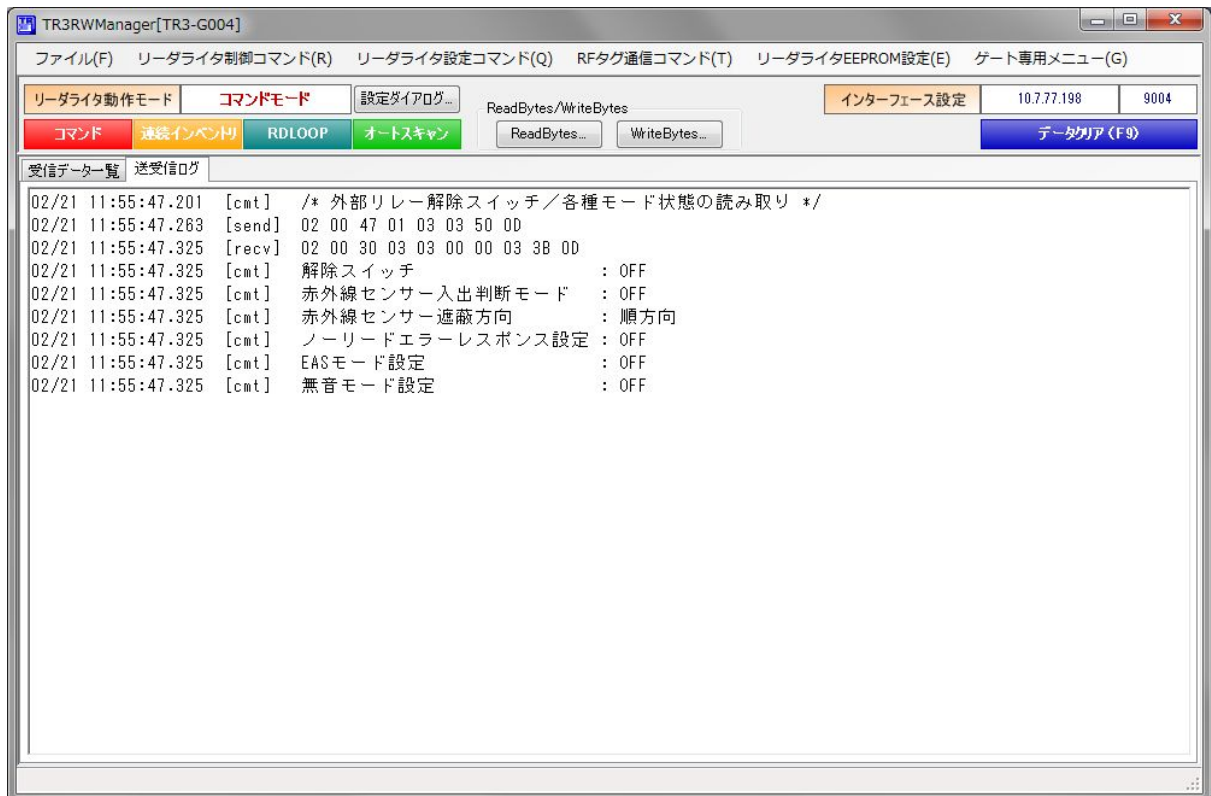 TR3RWManager[TR3-G004]
ファイル(F) リーダライタ制御コマンド(R) リーダライタ設定コマンド(Q) RFタグ通信コマンド(T) リーダライタEEPROM設定(E) ゲート専用メニュー(G)
リーダライタ動作モード コマンドモード 設定ダイアログ... ReadBytes/WriteBytes インターフェース設定 10.7.77.198 9004
コマンド 連続インベントリ RDLOOP オートスキャン ReadBytes... WriteBytes... データクリア(F9)
受信データ一覧 送受信ログ
02/21 11:55:47.201 [cmt] /* 外部リレー解除スイッチ/各種モード状態の読み取り */
02/21 11:55:47.263 [send] 02 00 47 01 03 03 50 0D
02/21 11:55:47.325 [recv] 02 00 30 03 03 00 00 03 3B 0D
02/21 11:55:47.325 [cmt] 解除スイッチ : OFF
02/21 11:55:47.325 [cmt] 赤外線センサー入出判断モード : OFF
02/21 11:55:47.325 [cmt] 赤外線センサー遮蔽方向 : 順方向
02/21 11:55:47.325 [cmt] ノーリードエラーレスポンス設定 : OFF
02/21 11:55:47.325 [cmt] EASモード設定 : OFF
02/21 11:55:47.325 [cmt] 無音モード設定 : OFF